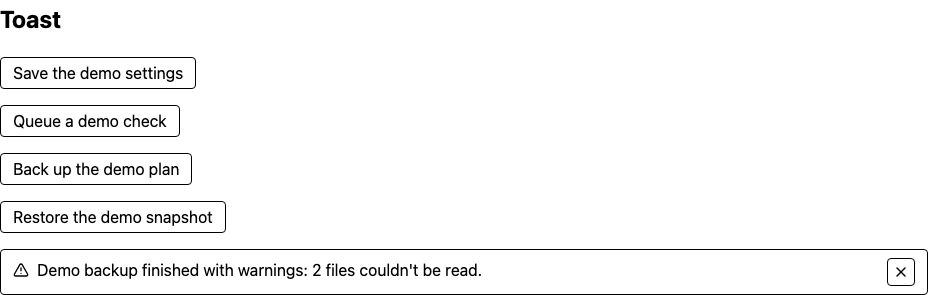 Toast
Save the demo settings
Queue a demo check
Back up the demo plan
Restore the demo snapshot
Demo backup finished with warnings: 2 files couldn't be read.